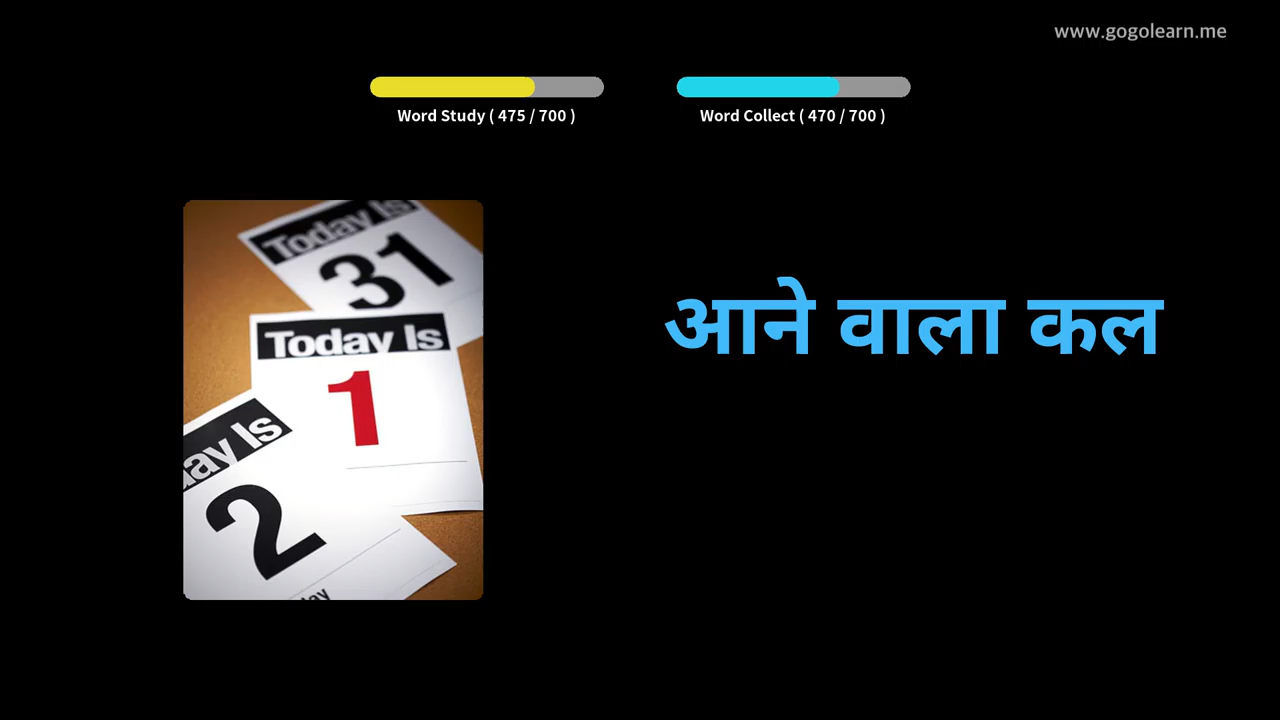 www.gogolearn.me
Word Study ( 475 / 700 )
Word Collect ( 470 / 700 )
Today Is
31
Today Is
1
ay Is
2
आने वाला कल